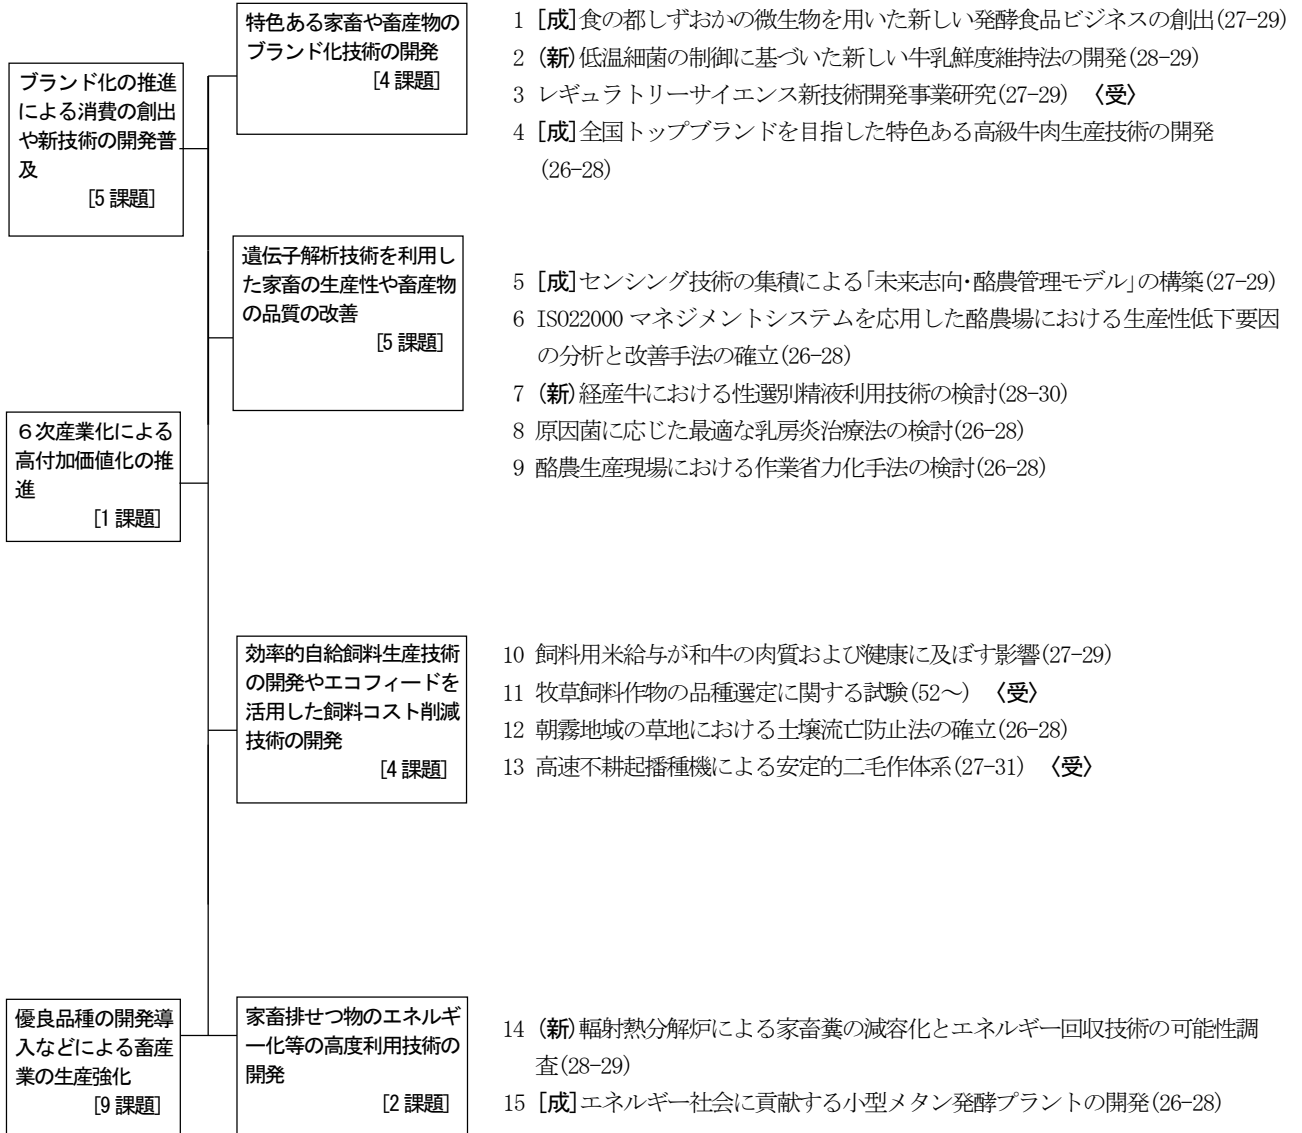 ブランド化の推進
による消費の創出
や新技術の開発普
及
[5 課題]
6次産業化による
高付加価値化の推
進
[1 課題]
優良品種の開発導
入などによる畜産
業の生産強化
[9 課題]
特色ある家畜や畜産物の
ブランド化技術の開発
[4 課題]
1 [成]食の都しずおかの微生物を用いた新しい発酵食品ビジネスの創出(27-29)
2 (新)低温細菌の制御に基づいた新しい牛乳鮮度維持法の開発(28-29)
3 レギュラトリーサイエンス新技術開発事業研究(27-29) 〈受〉
4 [成]全国トップブランドを目指した特色ある高級牛肉生産技術の開発
(26-28)
遺伝子解析技術を利用し
た家畜の生産性や畜産物
の品質の改善
[5 課題]
5 [成]センシング技術の集積による「未来志向・酪農管理モデル」の構築(27-29)
6 ISO22000 マネジメントシステムを応用した酪農場における生産性低下要因
の分析と改善手法の確立(26-28)
7 (新)経産牛における性選別精液利用技術の検討(28-30)
8 原因菌に応じた最適な乳房炎治療法の検討(26-28)
9 酪農生産現場における作業省力化手法の検討(26-28)
効率的自給飼料生産技術
の開発やエコフィードを
活用した飼料コスト削減
技術の開発
[4 課題]
10 飼料用米給与が和牛の肉質および健康に及ぼす影響(27-29)
11 牧草飼料作物の品種選定に関する試験(52～) 〈受〉
12 朝霧地域の草地における土壌流亡防止法の確立(26-28)
13 高速不耕起播種機による安定的二毛作体系(27-31) 〈受〉
家畜排せつ物のエネルギ
ー化等の高度利用技術の
開発
[2 課題]
14 (新)輻射熱分解炉による家畜糞の減容化とエネルギー回収技術の可能性調
査(28-29)
15 [成]エネルギー社会に貢献する小型メタン発酵プラントの開発(26-28)